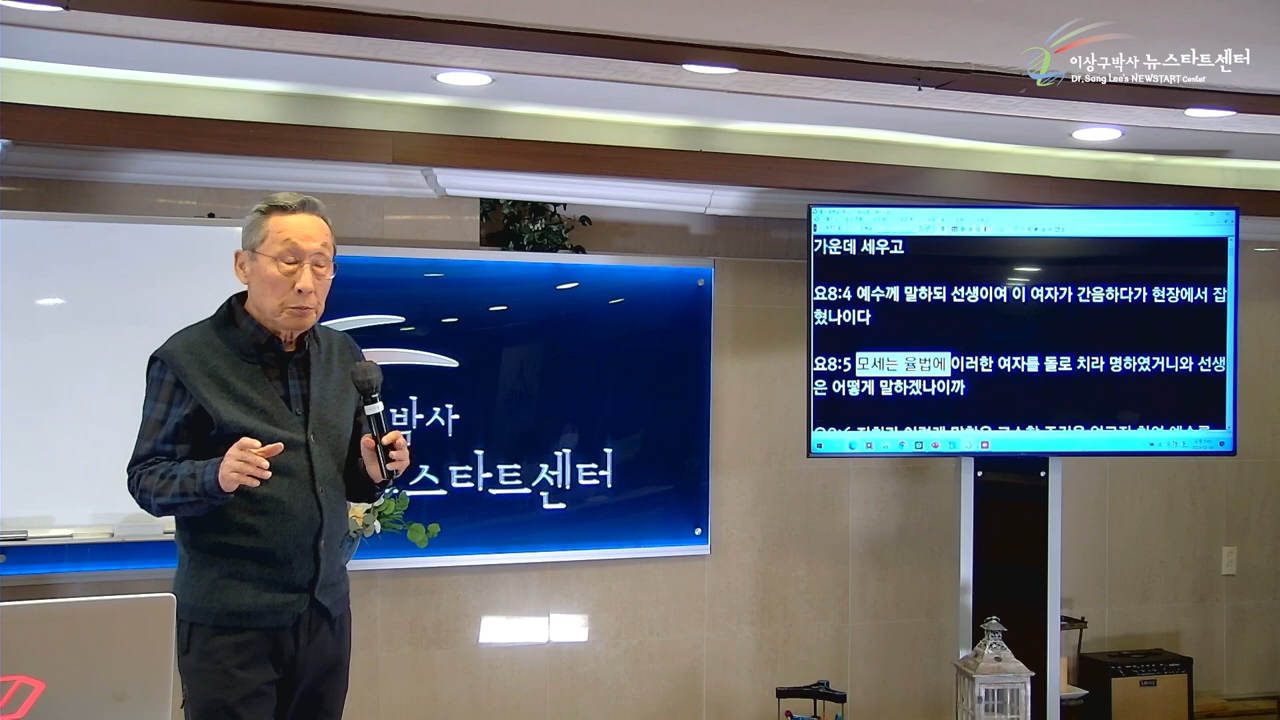 이상구박사 뉴스타트센터
Dr. Sang Lee's NEWSTART Center
가운데 세우고
요8:4 예수께 말하되 선생이여 이 여자가 간음하다가 현장에서 잡
혔나이다
요8:5 모세는 율법에 이러한 여자를 돌로 치라 명하였거니와 선생
은 어떻게 말하겠나이까
박사
스타트센터